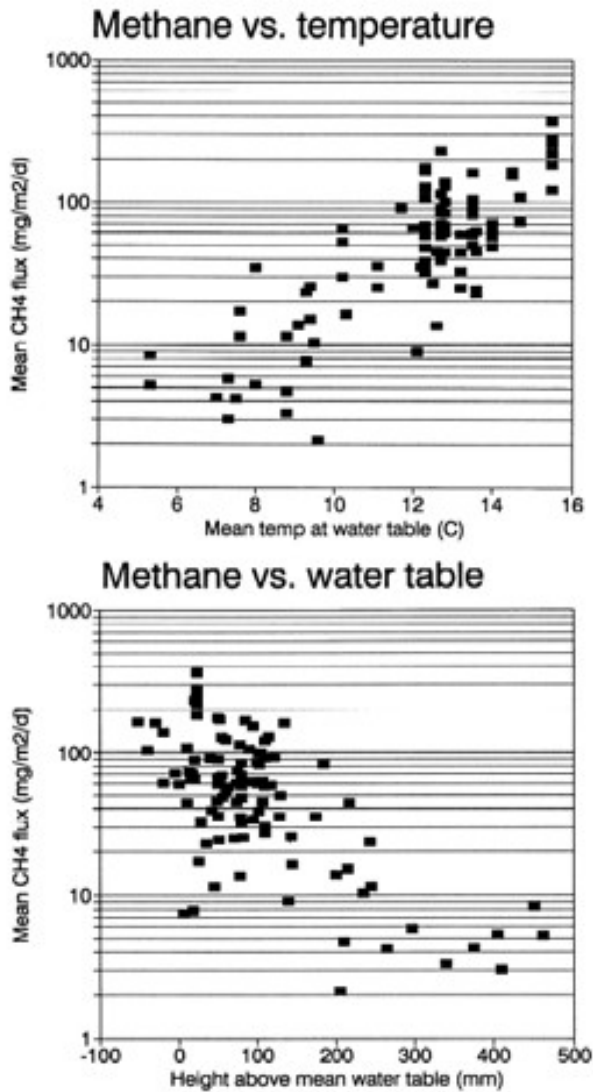 Methane vs. temperature
1000
100
10
1
Mean CH4 flux (mg/m2/d)
4 6 8 10 12 14 16
Mean temp at water table (C)
Methane vs. water table
1000
100
10
1
Mean CH4 flux (mg/m2/d)
-100 0 100 200 300 400 500
Height above mean water table (mm)